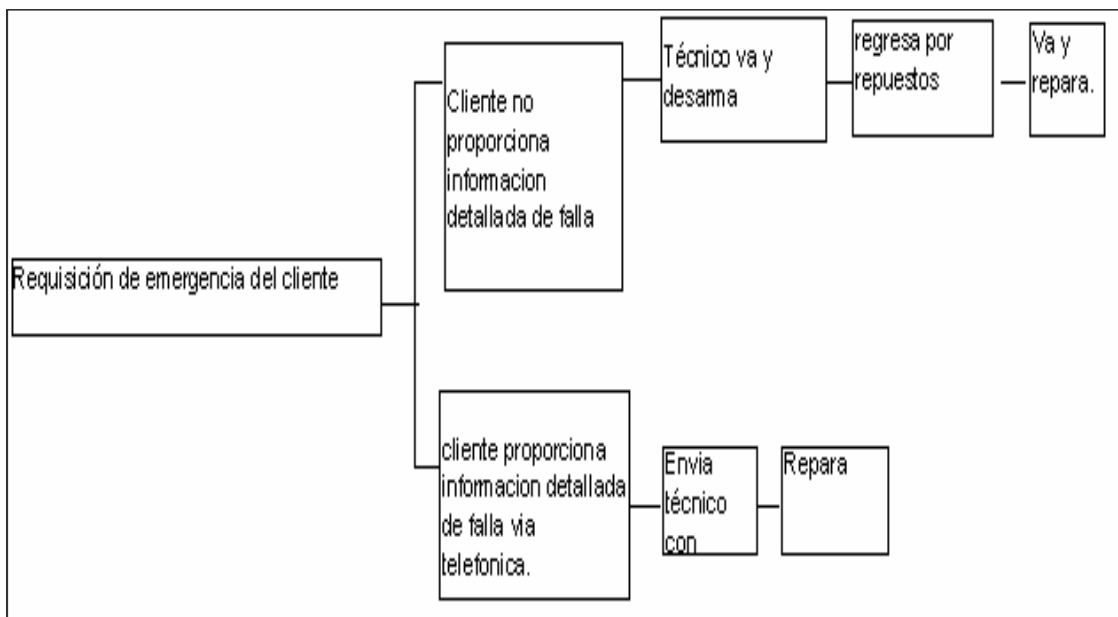 Requisición de emergencia del cliente
Cliente no
proporciona
informacion
detallada de falla
Técnico va y
desarma
regresa por
repuestos
Va y
repara.
cliente proporciona
informacion detallada
de falla via
telefonica.
Envia
técnico
con
Repara